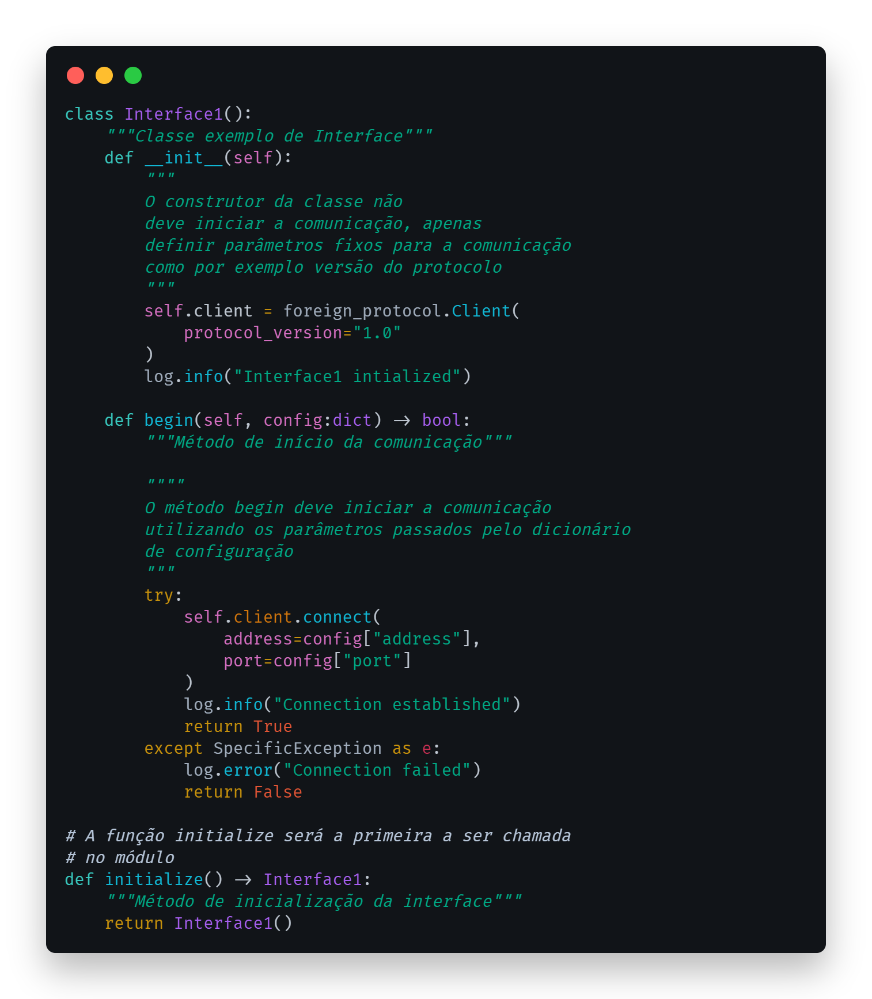 class Interface1():
    """Classe exemplo de Interface"""
    def __init__(self):
        """
        O construtor da classe não
        deve iniciar a comunicação, apenas
        definir parâmetros fixos para a comunicação
        como por exemplo versão do protocolo
        """
        self.client = foreign_protocol.Client(
            protocol_version="1.0"
        )
        log.info("Interface1 intialized")

    def begin(self, config:dict) -> bool:
        """Método de início da comunicação"""

        """"
        O método begin deve iniciar a comunicação
        utilizando os parâmetros passados pelo dicionário
        de configuração
        """
        try:
            self.client.connect(
                address=config["address"],
                port=config["port"]
            )
            log.info("Connection established")
            return True
        except SpecificException as e:
            log.error("Connection failed")
            return False

# A função initialize será a primeira a ser chamada
# no módulo
def initialize() -> Interface1:
    """Método de inicialização da interface"""
    return Interface1()